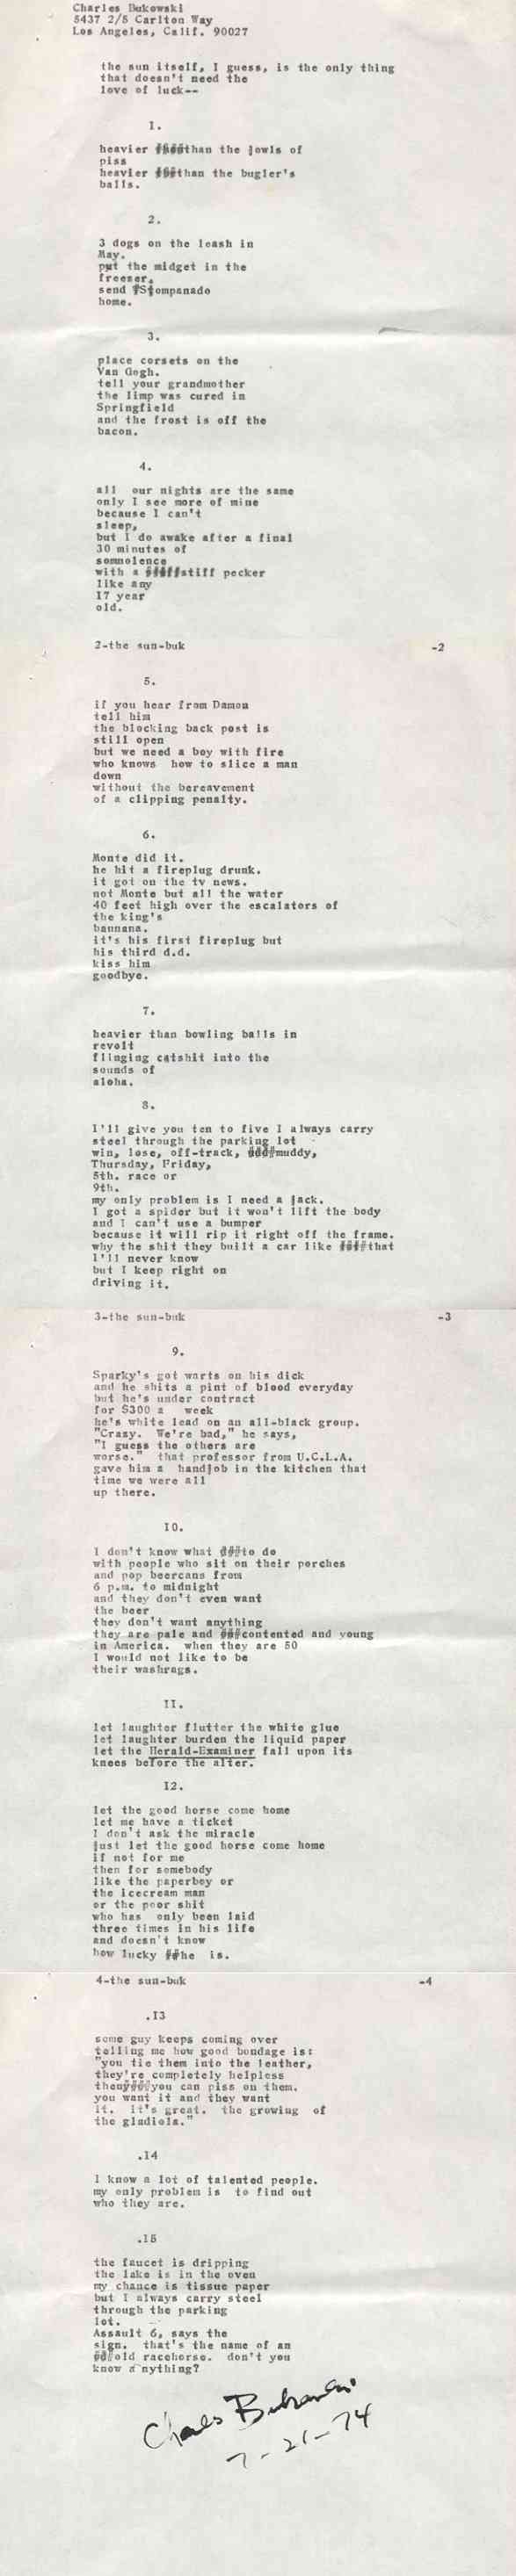 Charles Bukowski
5437 2/5 Carlton Way
Los Angeles, Calif. 90027
the sun itself, I guess, is the only thing
that doesn't need the
love of luck--
1.
heavier ####than the jowls of
piss
heavier ###than the bugler's
balls.
2.
3 dogs on the leash in
May.
put the midget in the
freeser.
send #Stompanado
home.
3.
place corsets on the
Van Gogh.
tell your grandmother
the limp was cured in
Springfield
and the frost is off the
bacon.
4.
all our nights are the same
only I see more of mine
because I can't
sleep,
but I do awake after a final
30 minutes of
somnolence
with a #####stiff pecker
like any
17 year
old.
2-the sun-buk -2
5.
if you hear from Damon
tell him
the blocking back post is
still open
but we need a boy with fire
who knows how to slice a man
down
without the bereavement
of a clipping penalty.
6.
Monte did it.
he hit a fireplug drunk.
it got on the tv news.
not Monte but all the water
40 feet high over the escalators of
the king's
bannana.
it's his first fireplug but
his third d.d.
kiss him
goodbye.
7.
heavier than bowling balls in
revolt
flinging catshit into the
sounds of
aloha.
8.
I'll give you ten to five I always carry
steel through the parking lot
win, lose, off-track, ####muddy,
Thursday, Friday,
5th. race or
9th.
my only problem is I need a jack.
I got a spider but it won't lift the body
and I can't use a bumper
because it will rip it right off the frame.
why the shit they built a car like ####that
I'll never know
but I keep right on
driving it.
3-the sun-buk -3
9.
Sparky's got warts on his dick
and he shits a pint of blood everyday
but he's under contract
for $300 a week
he's white lead on an all-black group.
"Crasy. We're bad," he says,
"I guess the others are
worse." that professor from U.C.L.A.
gave him a handjob in the kitchen that
time we were all
up there.
10.
I don't know what ###to do
with people who sit on their porches
and pop beercans from
6 p.m. to midnight
and they don't even want
the beer
they don't want anything
they are pale and ###contented and young
in America. when they are 50
I would not like to be
their washrags.
11.
let laughter flutter the white glue
let laughter burden the liquid paper
let the Herald-Examiner fall upon its
knees before the alter.
12.
let the good horse come home
let me have a ticket
I don't ask the miracle
just let the good horse come home
if not for me
then for somebody
like the paperboy or
the icecream man
or the poor shit
who has only been laid
three times in his life
and doesn't know
how lucky ##he is.
4-the sun-buk -4
.13
some guy keeps coming over
telling me how good bondage is:
"you tie them into the leather,
they're completely helpless
then####you can piss on them.
you want it and they want
it. it's great. the growing of
the gladiola."
.14
I know a lot of talented people.
my only problem is to find out
who they are.
.15
the faucet is dripping
the lake is in the oven
my chance is tissue paper
but I always carry steel
through the parking
lot.
Assault 6, says the
sign. that's the name of an
###old racehorse. don't you
know anything?
Charles Bukowski
7-21-74